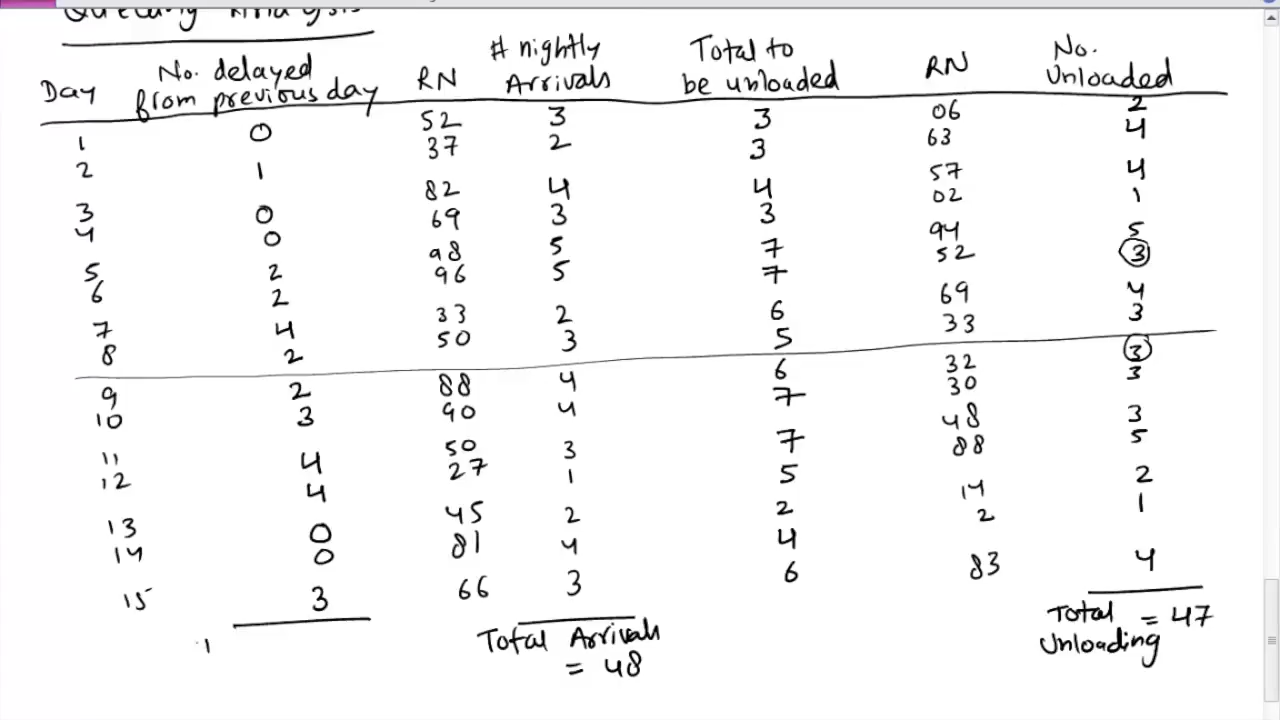 Queueing Analysis
Day No. delayed from previous day RN # nightly Arrivals Total to be unloaded RN No. Unloaded
1 0 52 3 3 06 2
2 1 37 2 3 63 4
3 0 82 4 4 57 4
4 0 69 3 3 02 1
5 2 98 5 7 94 5
6 2 96 5 7 52 3
7 4 33 2 6 69 4
8 2 50 3 5 33 3
9 2 88 4 6 32 3
10 3 90 4 7 30 3
11 4 50 3 7 48 3
12 4 27 1 5 88 5
13 0 45 2 2 14 2
14 0 81 4 4 2 1
15 3 66 3 6 83 4
Total Arrivals = 48
Total Unloading = 47